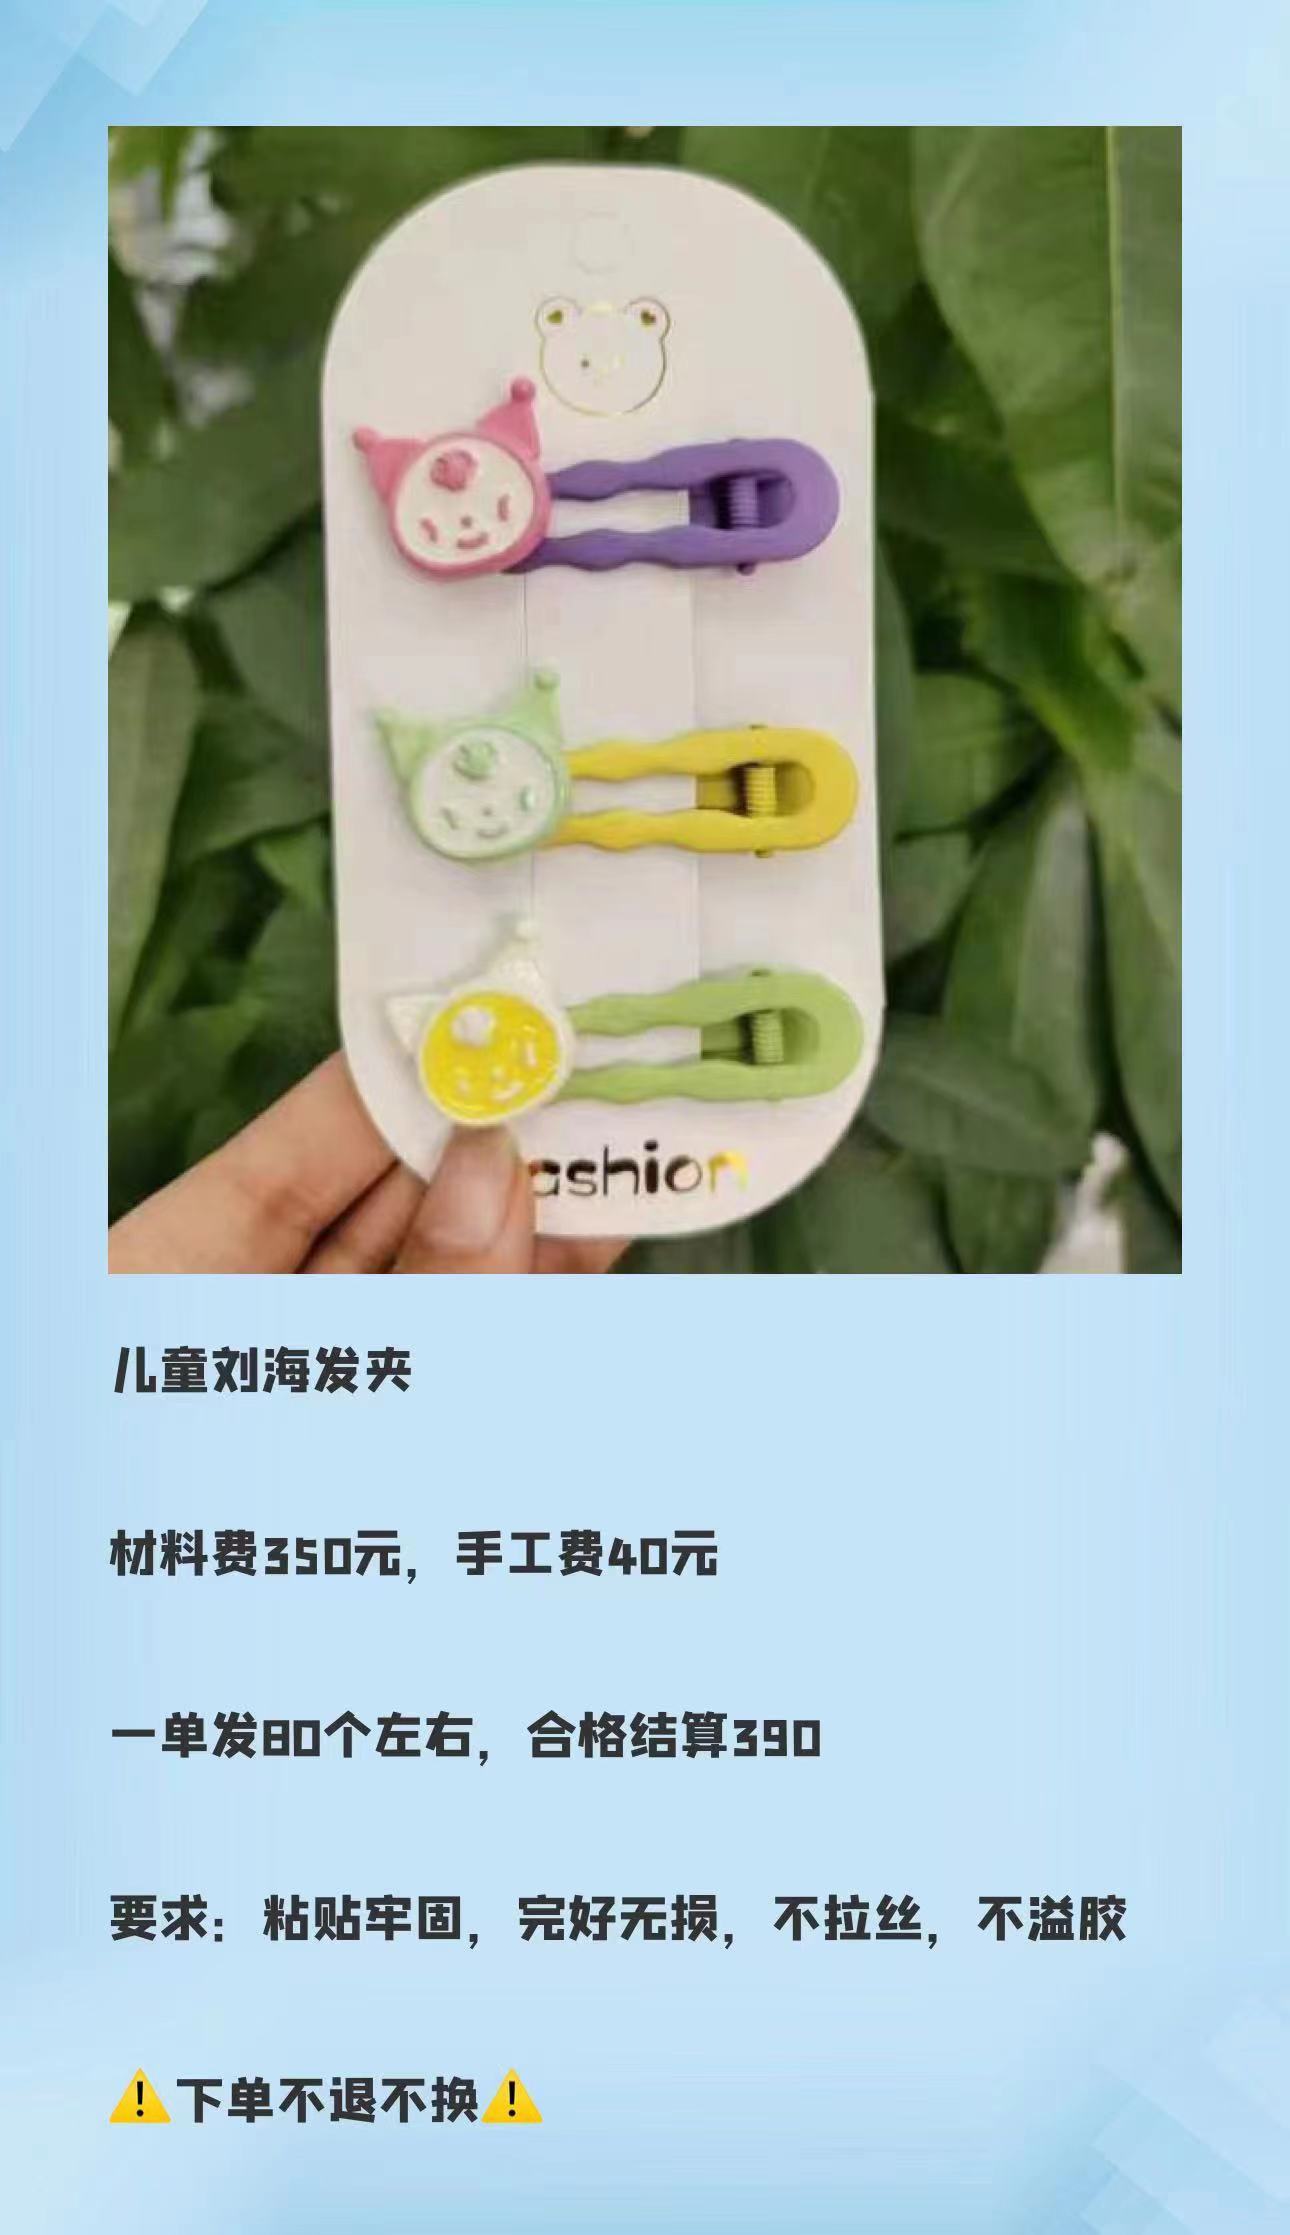 ashion
儿童刘海发夹
材料费350元，手工费40元
一单发80个左右，合格结算390
要求：粘贴牢固，完好无损，不拉丝，不溢胶
⚠️下单不退不换⚠️